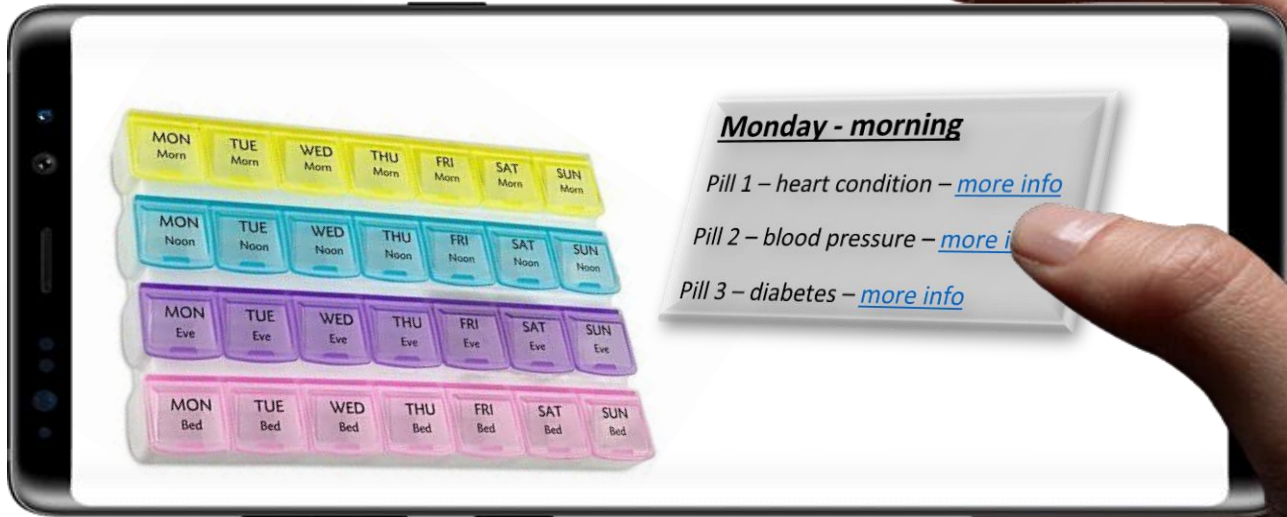 MON TUE WED THU FRI SAT SUN
Morn Morn Morn Morn Morn Morn Morn
MON TUE WED THU FRI SAT SUN
Noon Noon Noon Noon Noon Noon Noon
MON TUE WED THU FRI SAT SUN
Eve Eve Eve Eve Eve Eve Eve
MON TUE WED THU FRI SAT SUN
Bed Bed Bed Bed Bed Bed Bed
Monday - morning
Pill 1 – heart condition – more info
Pill 2 – blood pressure – more
Pill 3 – diabetes – more info